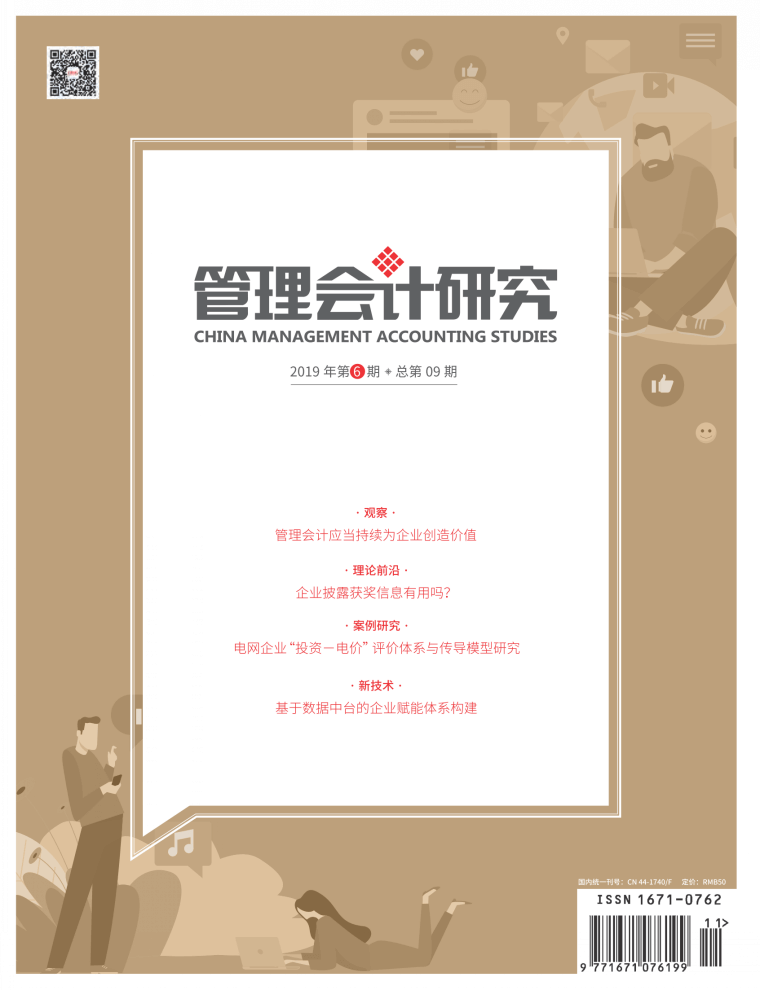 管理会计研究
CHINA MANAGEMENT ACCOUNTING STUDIES
2019 年第6期 + 总第 09 期
· 观察 ·
管理会计应当持续为企业创造价值
· 理论前沿 ·
企业披露获奖信息有用吗?
· 案例研究 ·
电网企业“投资－电价”评价体系与传导模型研究
· 新技术 ·
基于数据中台的企业赋能体系构建
国内统一刊号: CN 44-1740/F 定价: RMB50
ISSN 1671-0762
11>
9 771671 076199